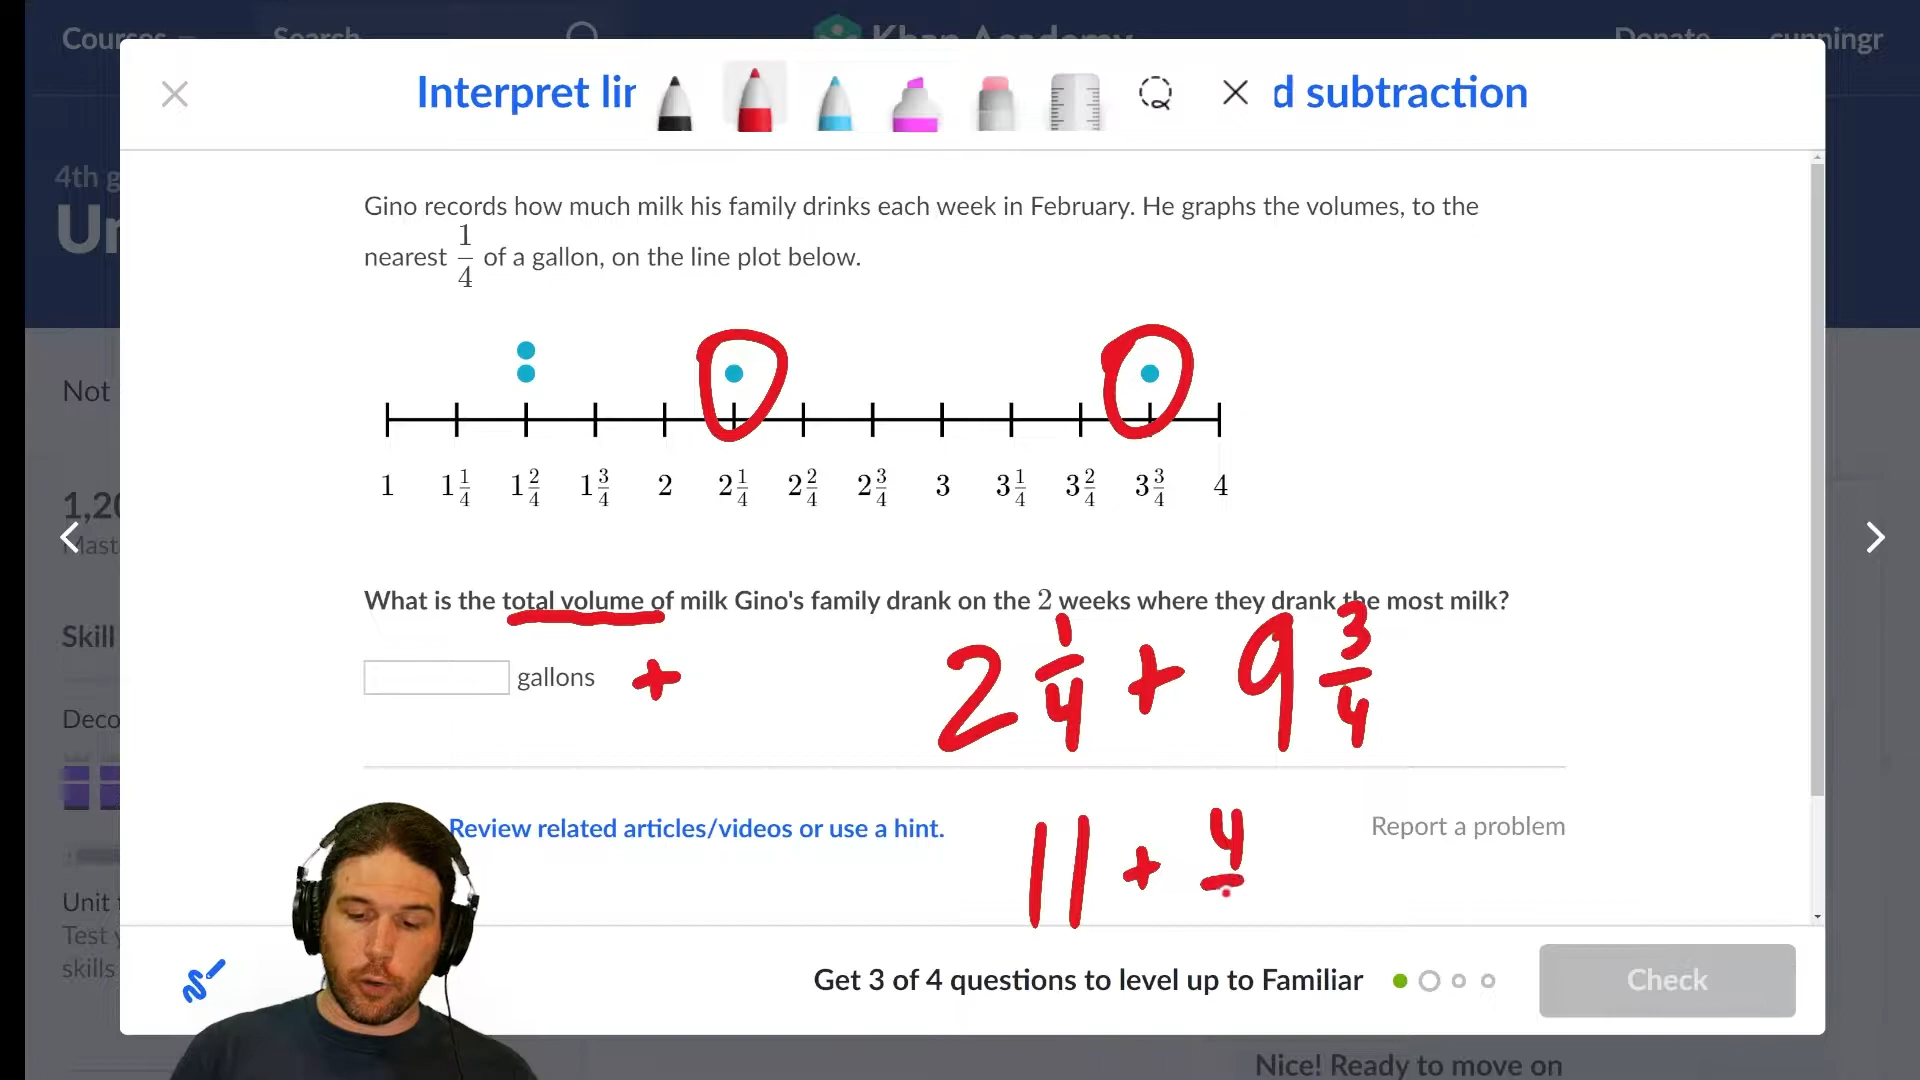 Courses Search Khan Academy Donate cunningr
Interpret lin d subtraction
4th g
Un
Gino records how much milk his family drinks each week in February. He graphs the volumes, to the
nearest 1/4 of a gallon, on the line plot below.
Not
1 1 1/4 1 2/4 1 3/4 2 2 1/4 2 2/4 2 3/4 3 3 1/4 3 2/4 3 3/4 4
1,20
Mast
What is the total volume of milk Gino's family drank on the 2 weeks where they drank the most milk?
Skill
gallons + 2 1/4 + 9 3/4
Deco
Review related articles/videos or use a hint. Report a problem
11 + 4
Unit
Test y
skills
Get 3 of 4 questions to level up to Familiar Check
Nice! Ready to move on